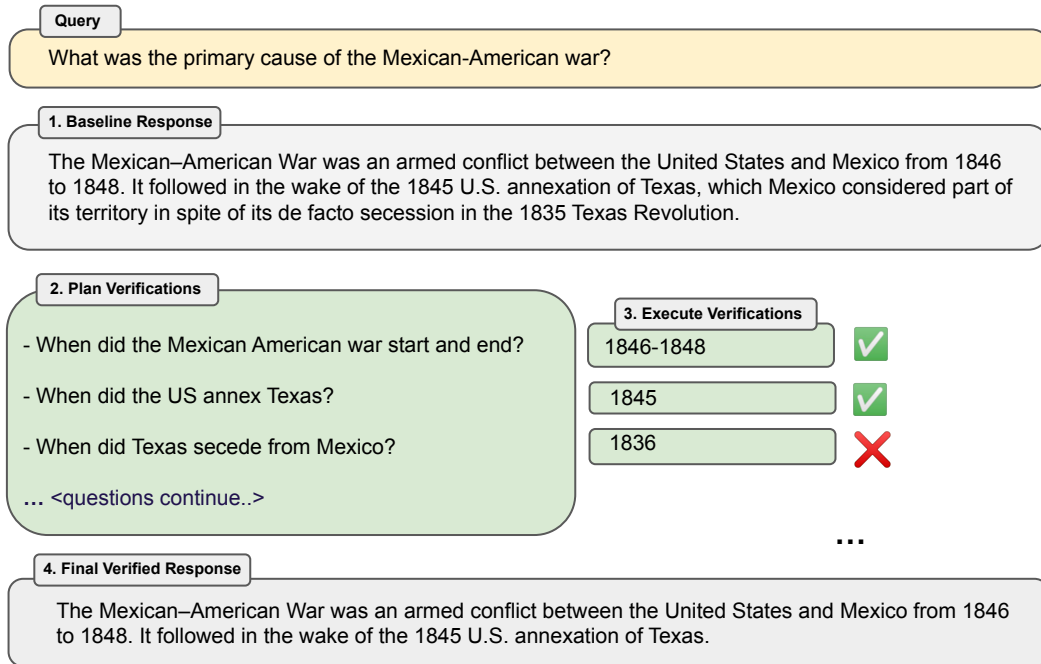 Query
What was the primary cause of the Mexican-American war?
1. Baseline Response
The Mexican–American War was an armed conflict between the United States and Mexico from 1846
to 1848. It followed in the wake of the 1845 U.S. annexation of Texas, which Mexico considered part of
its territory in spite of its de facto secession in the 1835 Texas Revolution.
2. Plan Verifications
- When did the Mexican American war start and end?
- When did the US annex Texas?
- When did Texas secede from Mexico?
... <questions continue..>
3. Execute Verifications
1846-1848
1845
1836
...
4. Final Verified Response
The Mexican–American War was an armed conflict between the United States and Mexico from 1846
to 1848. It followed in the wake of the 1845 U.S. annexation of Texas.